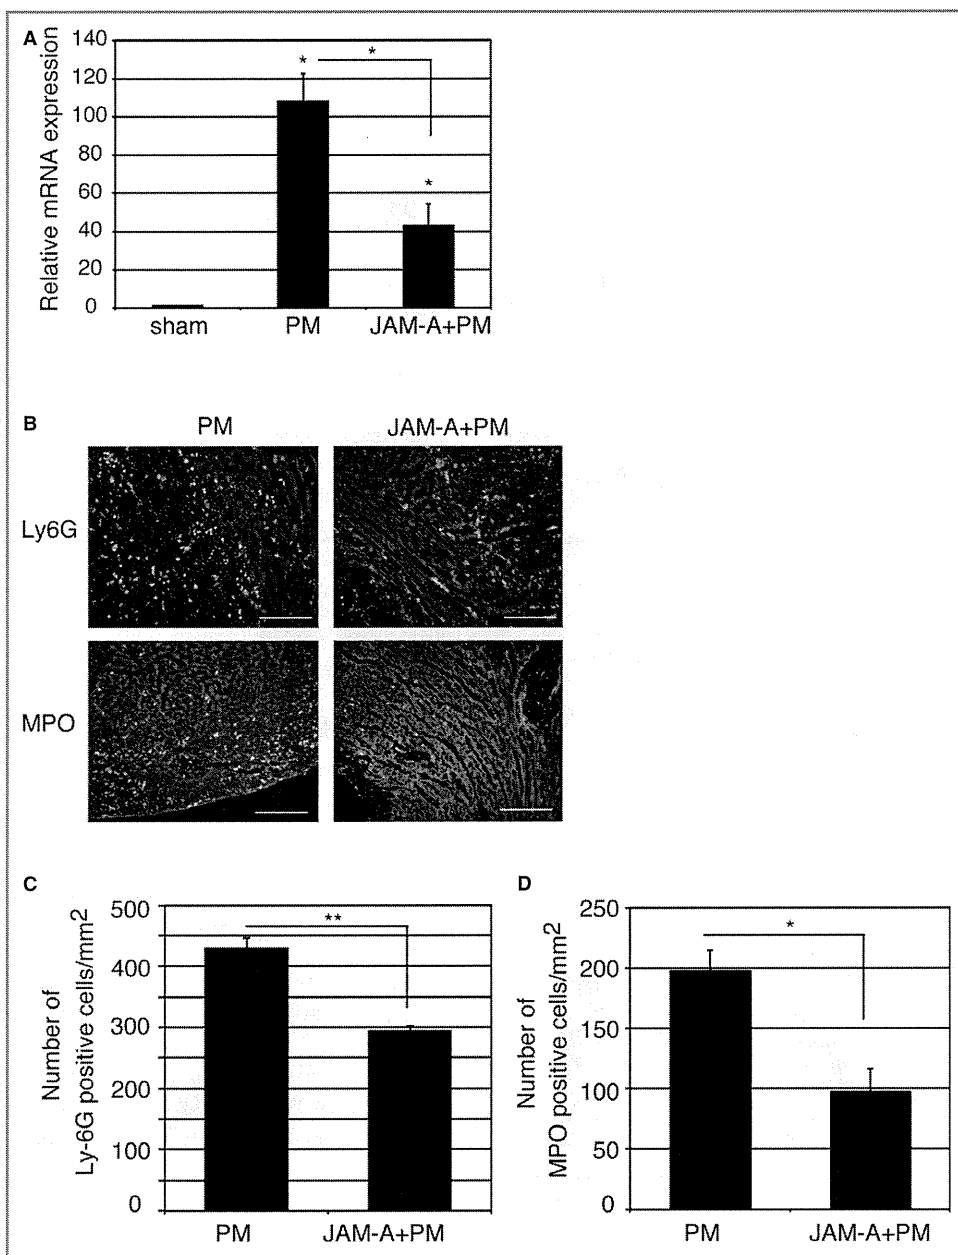 A
Relative mRNA expression
140
120
100
80
60
40
20
0
*
*
*
sham PM JAM-A+PM
B
PM JAM-A+PM
Ly6G
MPO
C
Number of
Ly-6G positive cells/mm2
500
400
300
200
100
0
**
PM JAM-A+PM
D
Number of
MPO positive cells/mm2
250
200
150
100
50
0
*
PM JAM-A+PM